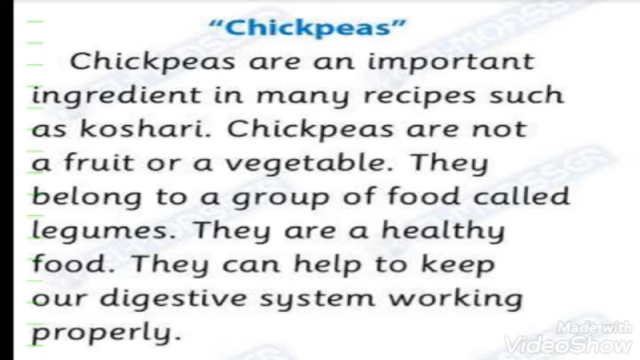 “Chickpeas”
Chickpeas are an important
ingredient in many recipes such
as koshari. Chickpeas are not
a fruit or a vegetable. They
belong to a group of food called
legumes. They are a healthy
food. They can help to keep
our digestive system working
properly.
Made with
VideoShow